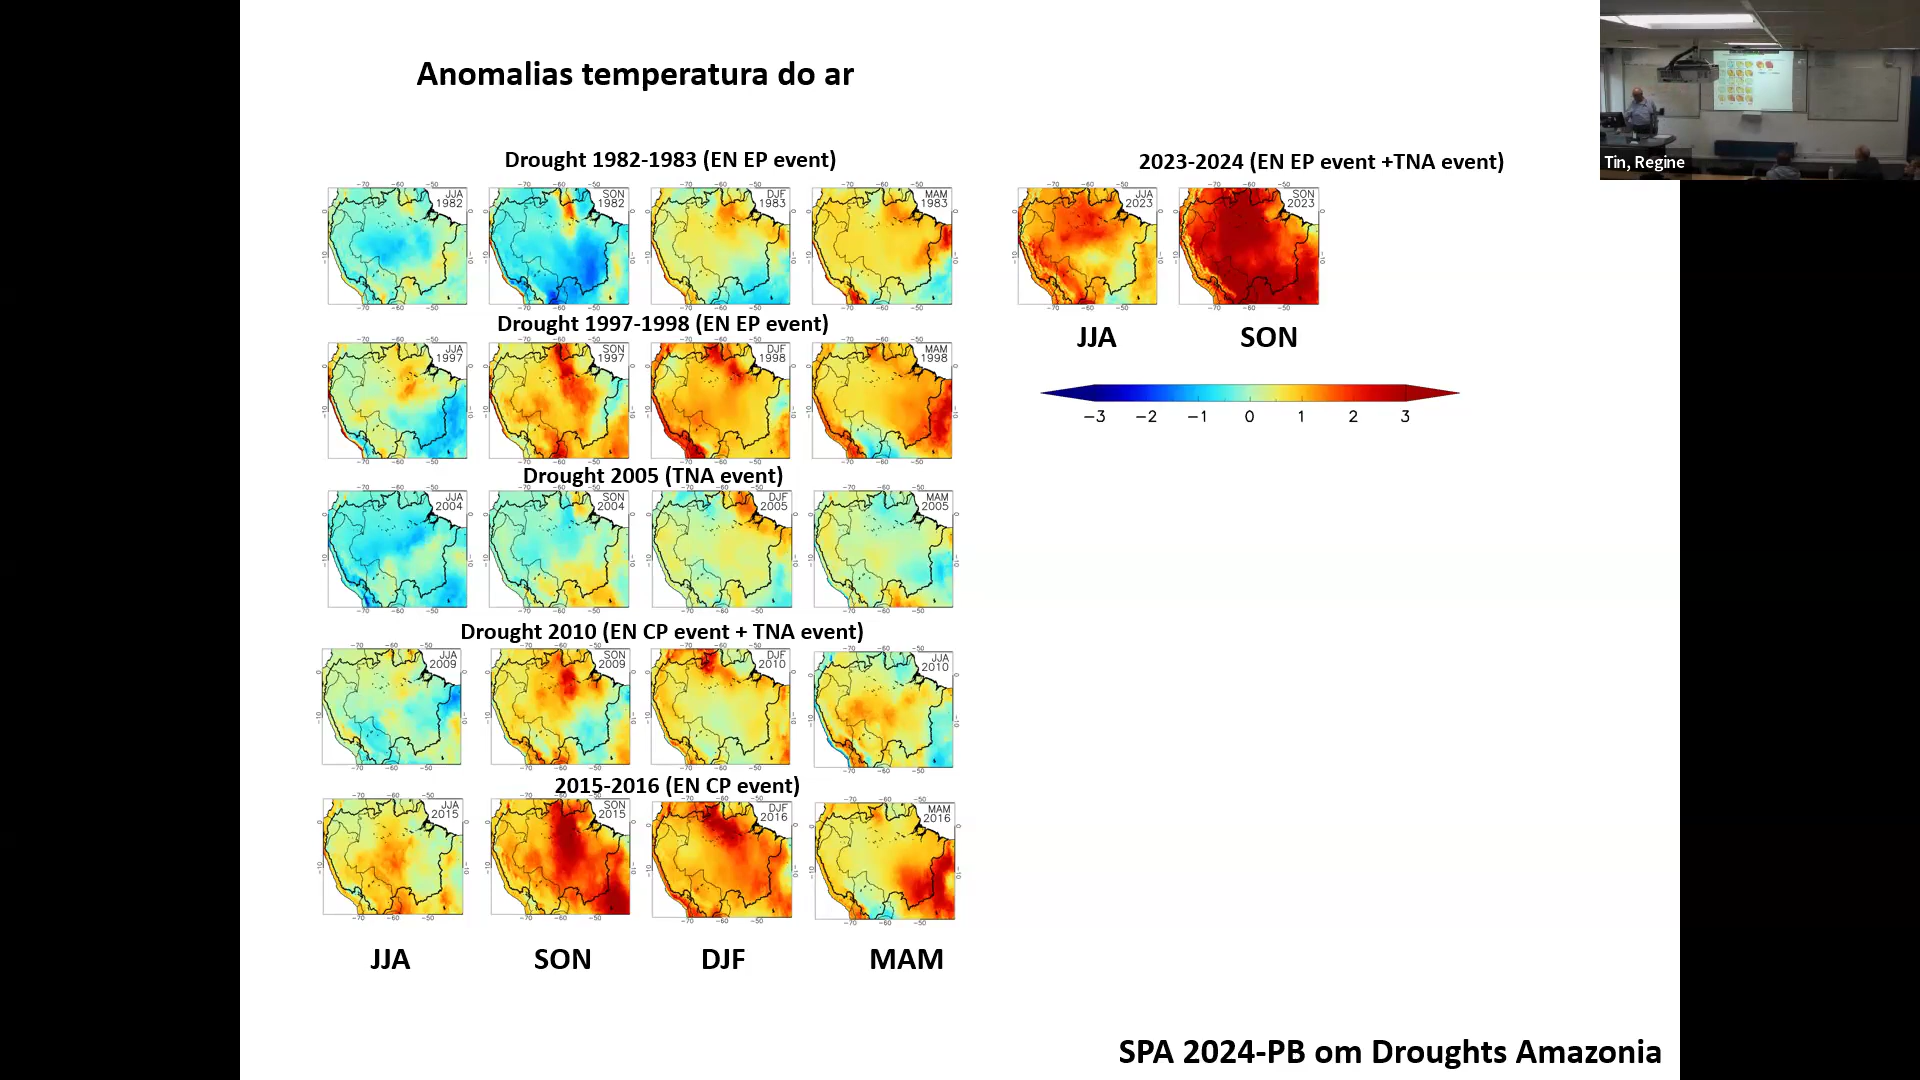 Anomalias temperatura do ar
Tin, Regine
Drought 1982-1983 (EN EP event)
2023-2024 (EN EP event +TNA event)
JJA 1982
SON 1982
DJF 1983
MAM 1983
JJA 2023
SON 2023
JJA
SON
Drought 1997-1998 (EN EP event)
JJA 1997
SON 1997
DJF 1998
MAM 1998
−3 −2 −1 0 1 2 3
Drought 2005 (TNA event)
JJA 2004
SON 2004
DJF 2005
MAM 2005
Drought 2010 (EN CP event + TNA event)
JJA 2009
SON 2009
DJF 2010
JJA 2010
2015-2016 (EN CP event)
JJA 2015
SON 2015
DJF 2016
MAM 2016
JJA
SON
DJF
MAM
SPA 2024-PB om Droughts Amazonia